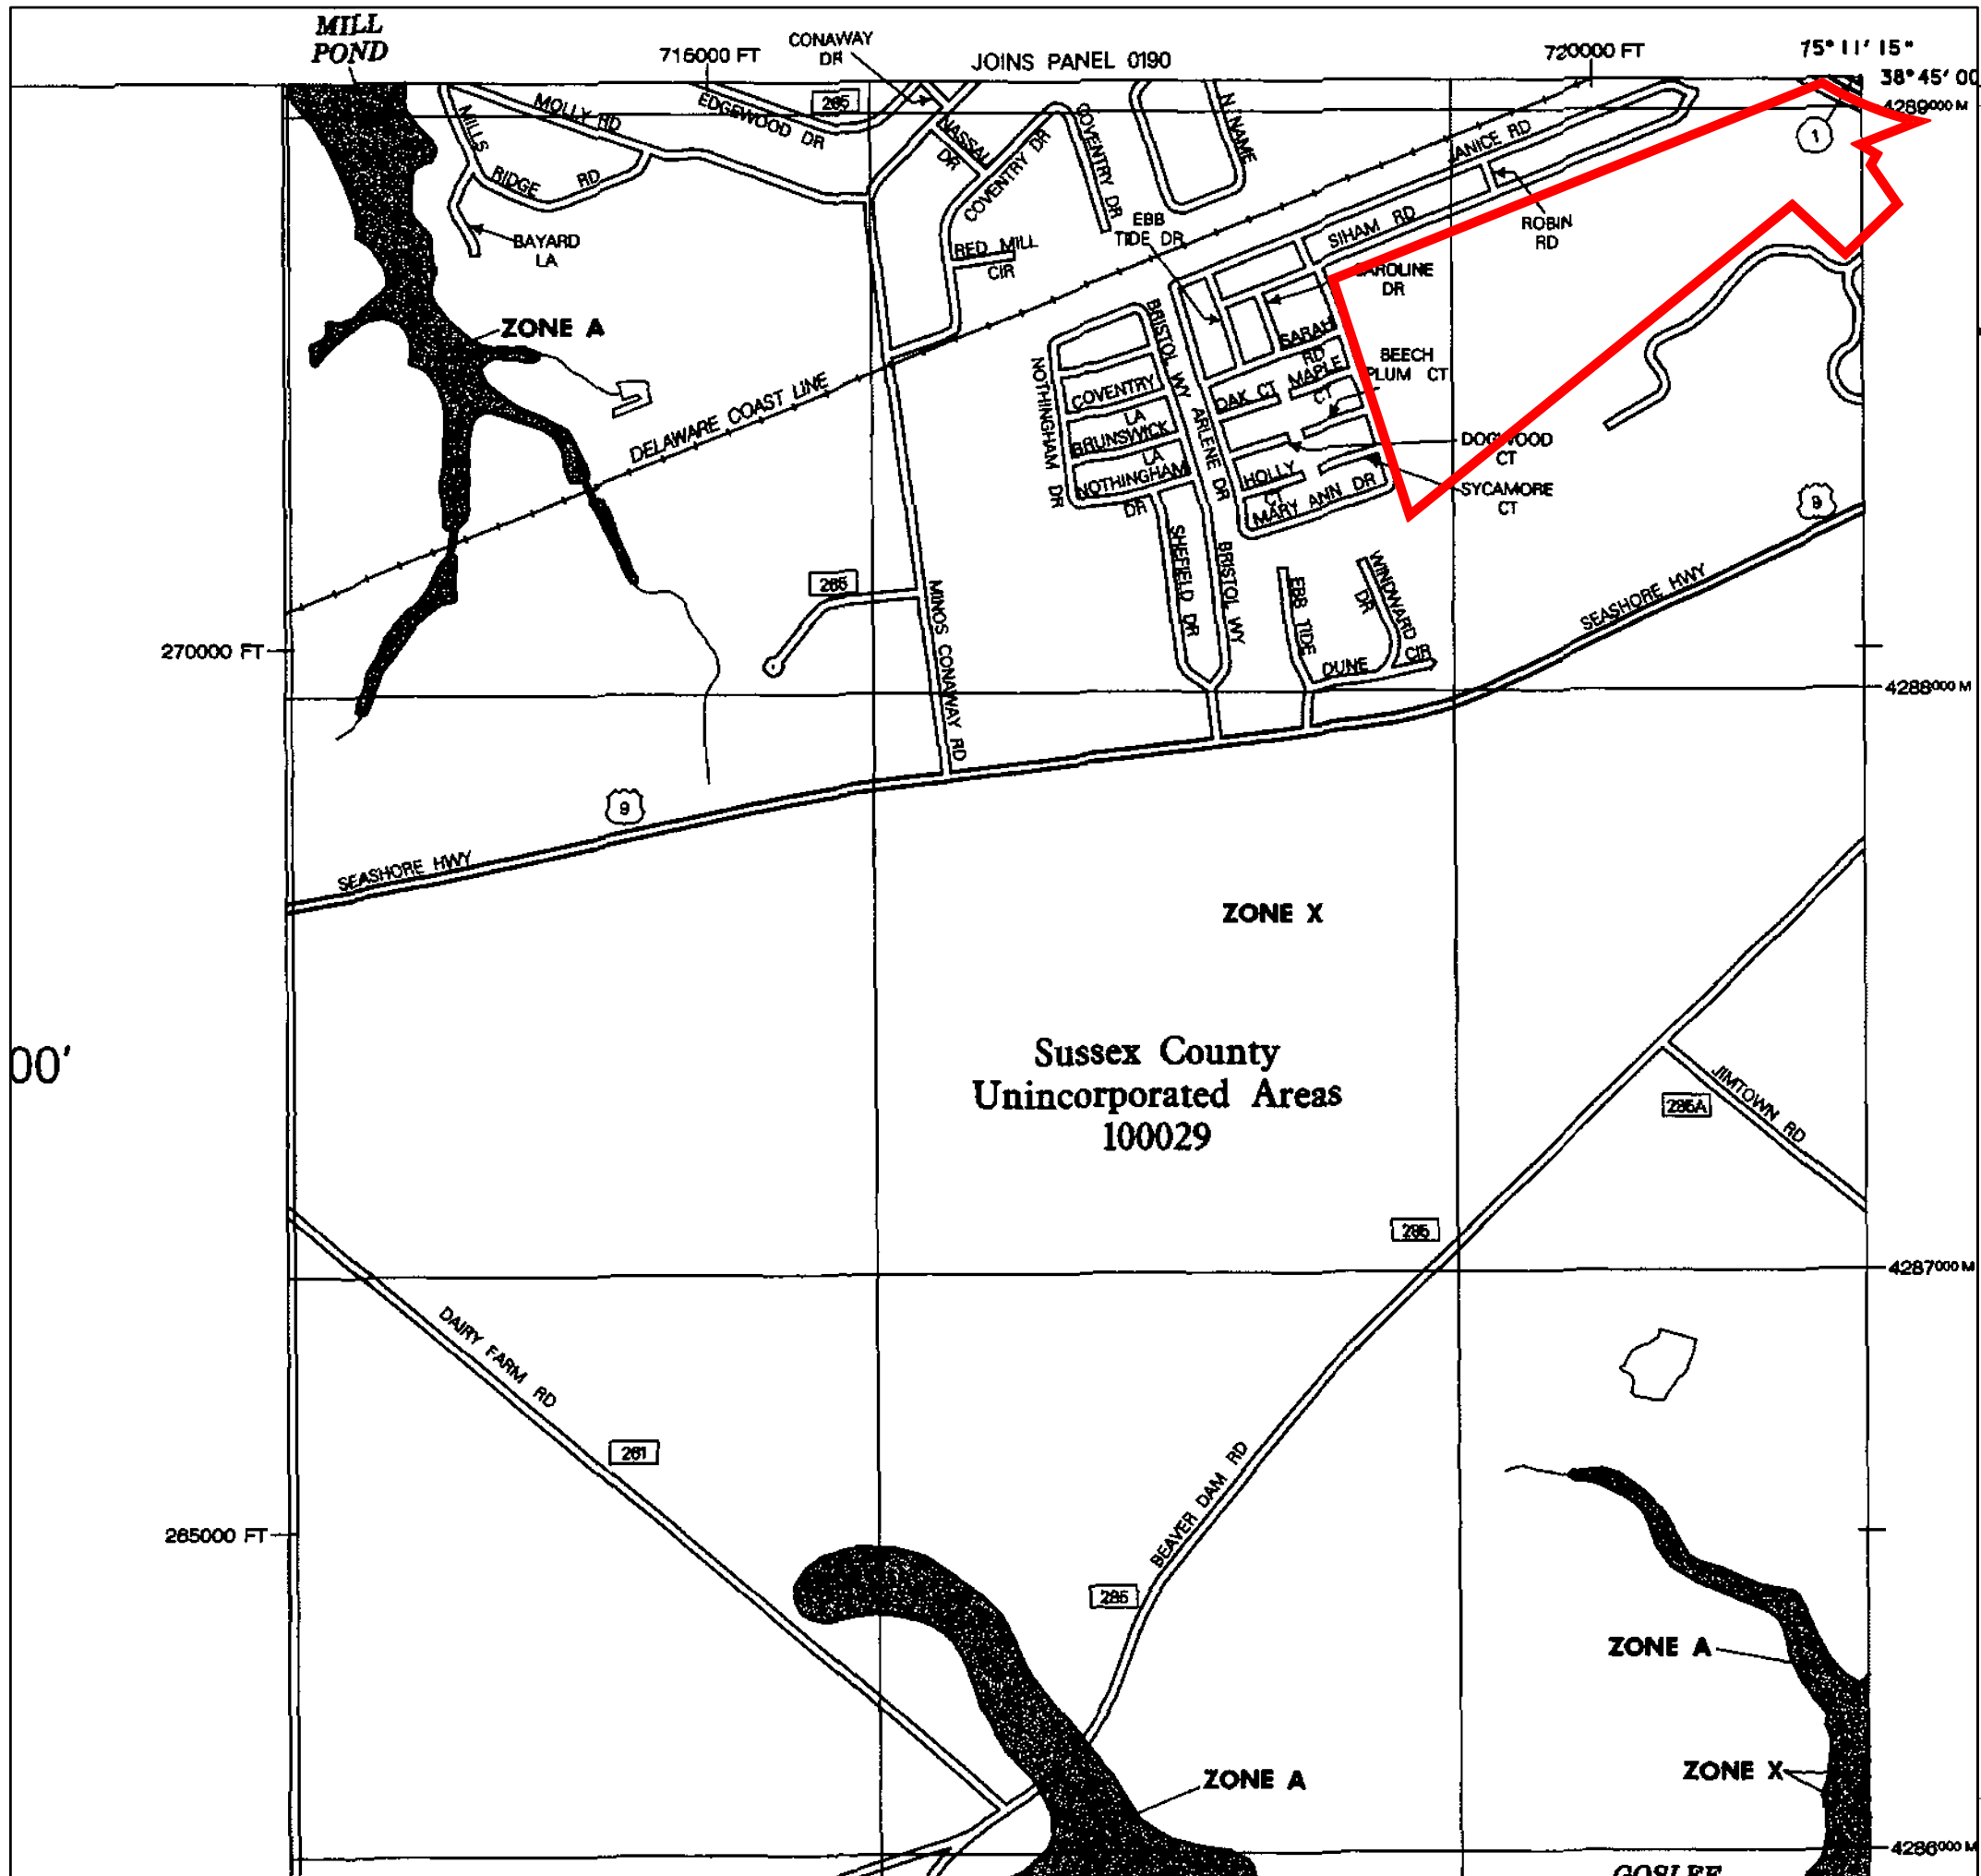 MILL
POND
716000 FT
CONAWAY
DR
JOINS PANEL 0190
720000 FT
75° 11' 15"
38° 45' 00
4289000 M
265
MOLLY RD
EDGEWOOD DR
MILLS
RIDGE RD
BAYARD
LA
NASSAU
DR
COVENTRY DR
COVENTRY DR
N NAME
JANICE RD
1
EBB
TIDE DR
SIHAM RD
ROBIN
RD
RED MILL
CIR
CAROLINE
DR
ZONE A
BRISTOL WY
SARAH
RD
BEECH
PLUM CT
MAPLE
CT
OAK CT
DELAWARE COAST LINE
NOTHINGHAM DR
COVENTRY
LA
BRUNSWICK
LA
NOTHINGHAM
DR
ARLENE DR
DOGWOOD
CT
HOLLY
CT
SYCAMORE
CT
MARY ANN DR
9
SHEFIELD DR
BRISTOL WY
EBB TIDE
WINDWARD
DR
DUNE
CIR
SEASHORE HWY
265
MINOS CONAWAY RD
270000 FT
4288000 M
9
SEASHORE HWY
ZONE X
Sussex County
Unincorporated Areas
100029
00'
JIMTOWN RD
285A
285
4287000 M
DAIRY FARM RD
261
BEAVER DAM RD
265000 FT
285
ZONE A
ZONE A
ZONE X
4286000 M
GOSLEE